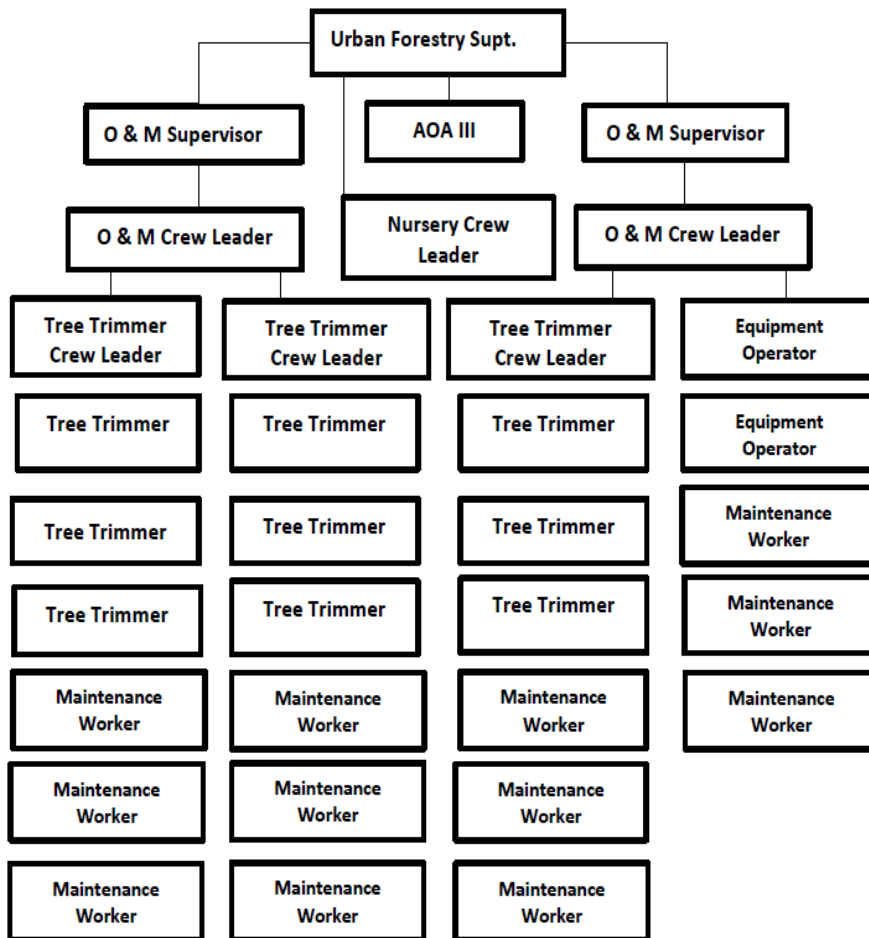 Urban Forestry Supt.
O & M Supervisor
AOA III
O & M Supervisor
O & M Crew Leader
Nursery Crew
Leader
O & M Crew Leader
Tree Trimmer
Crew Leader
Tree Trimmer
Crew Leader
Tree Trimmer
Crew Leader
Equipment
Operator
Tree Trimmer
Tree Trimmer
Tree Trimmer
Equipment
Operator
Tree Trimmer
Tree Trimmer
Tree Trimmer
Maintenance
Worker
Tree Trimmer
Tree Trimmer
Tree Trimmer
Maintenance
Worker
Maintenance
Worker
Maintenance
Worker
Maintenance
Worker
Maintenance
Worker
Maintenance
Worker
Maintenance
Worker
Maintenance
Worker
Maintenance
Worker
Maintenance
Worker
Maintenance
Worker